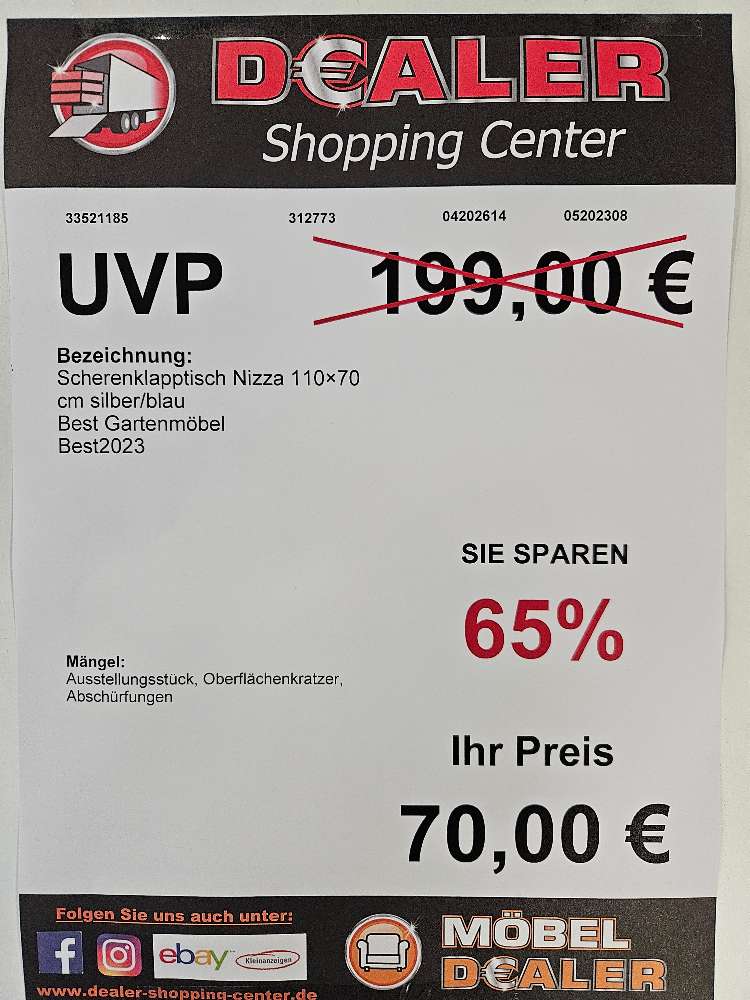 D€ALER
Shopping Center
33521185 312773 04202614 05202308
UVP 199,00 €
Bezeichnung:
Scherenklapptisch Nizza 110×70
cm silber/blau
Best Gartenmöbel
Best2023
SIE SPAREN
65%
Mängel:
Ausstellungsstück, Oberflächenkratzer,
Abschürfungen
Ihr Preis
70,00 €
Folgen Sie uns auch unter:
f ebay Kleinanzeigen
www.dealer-shopping-center.de
MÖBEL
D€ALER